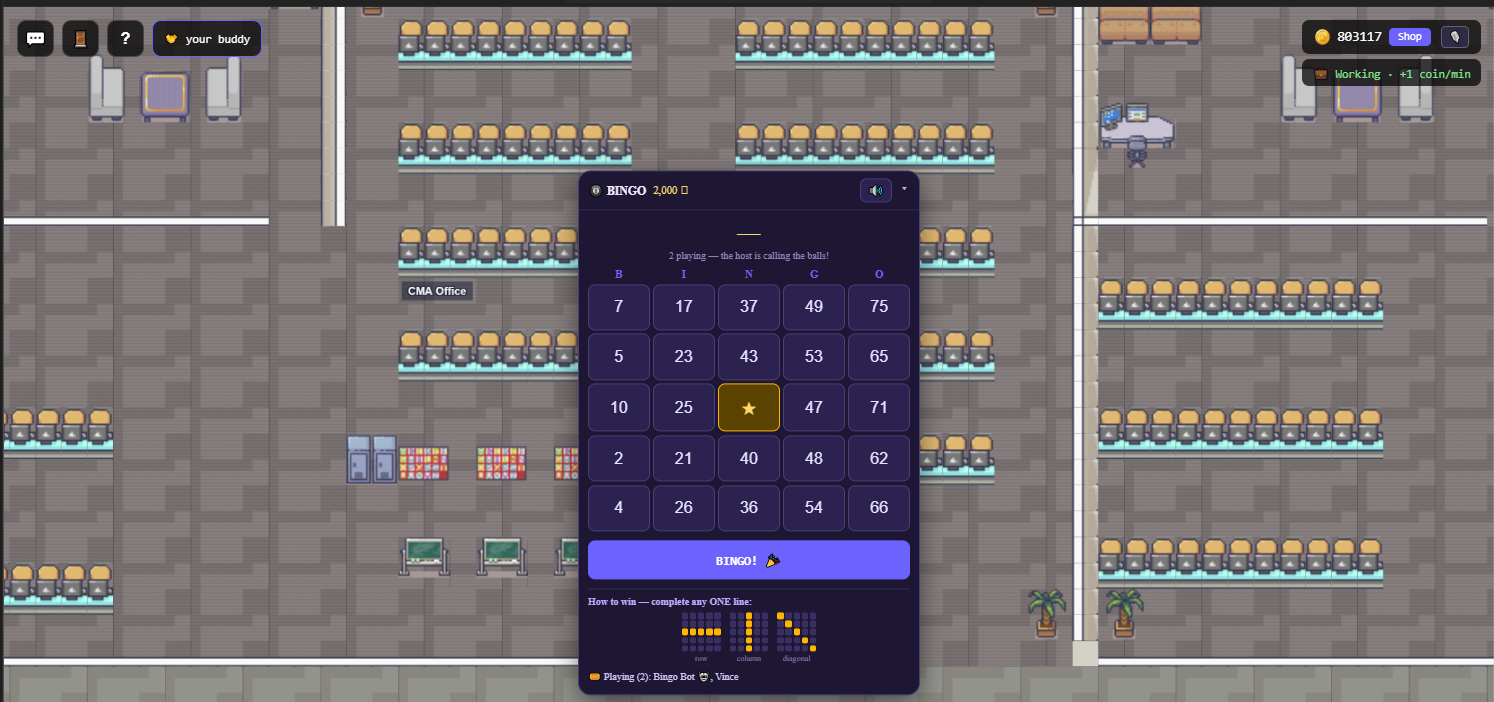 ? your buddy
803117 Shop
Working · +1 coin/min
BINGO 2,000
2 playing — the host is calling the balls!
B I N G O
7 17 37 49 75
5 23 43 53 65
CMA Office
10 25 ★ 47 71
2 21 40 48 62
4 26 36 54 66
BINGO!
How to win — complete any ONE line:
row column diagonal
Playing (2): Bingo Bot 💀, Vince